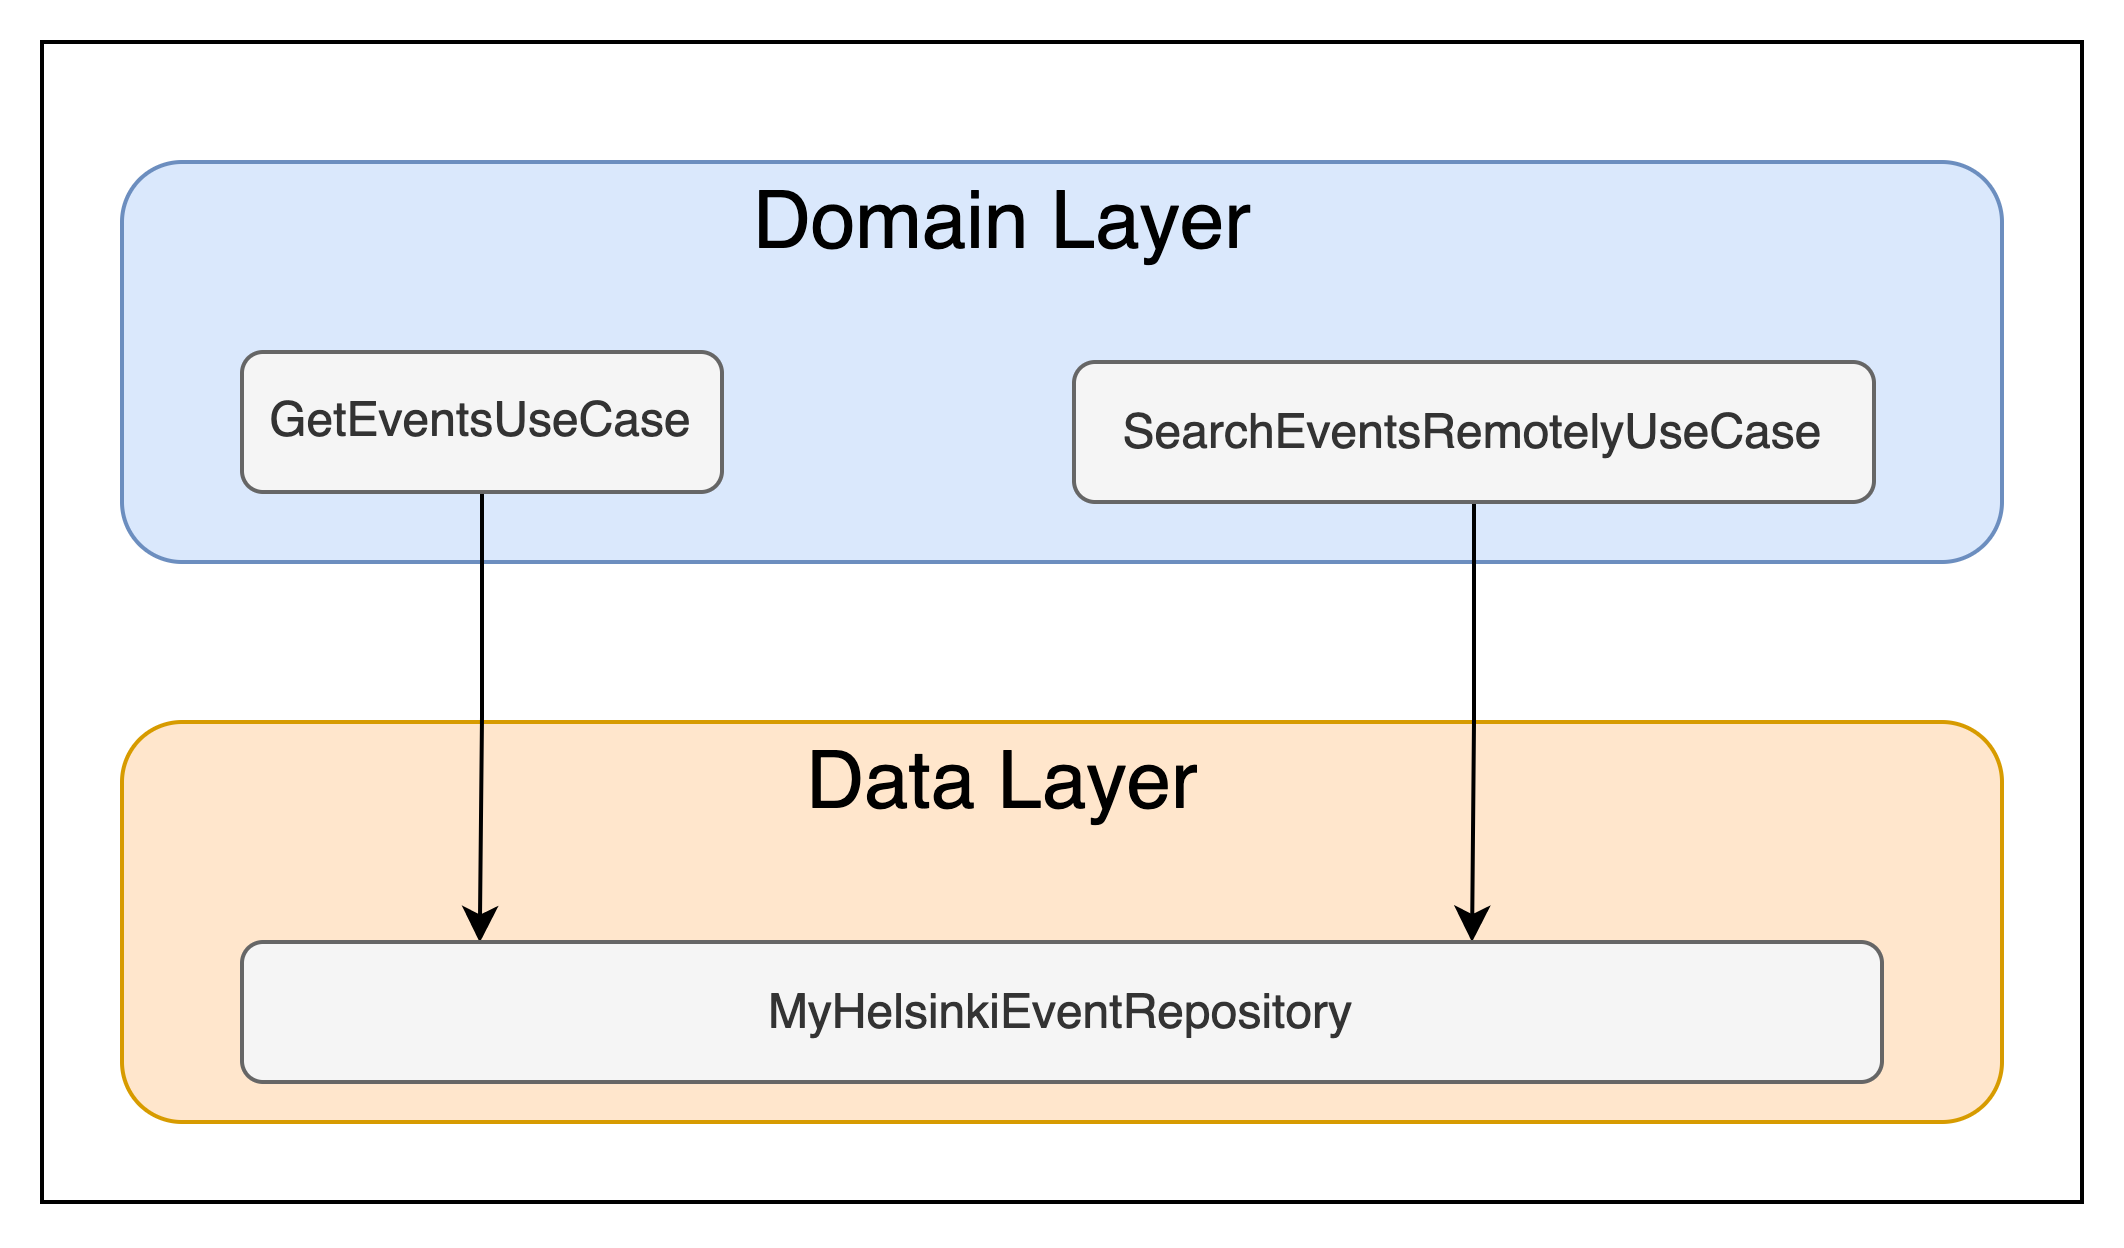 Domain Layer
GetEventsUseCase
SearchEventsRemotelyUseCase
Data Layer
MyHelsinkiEventRepository